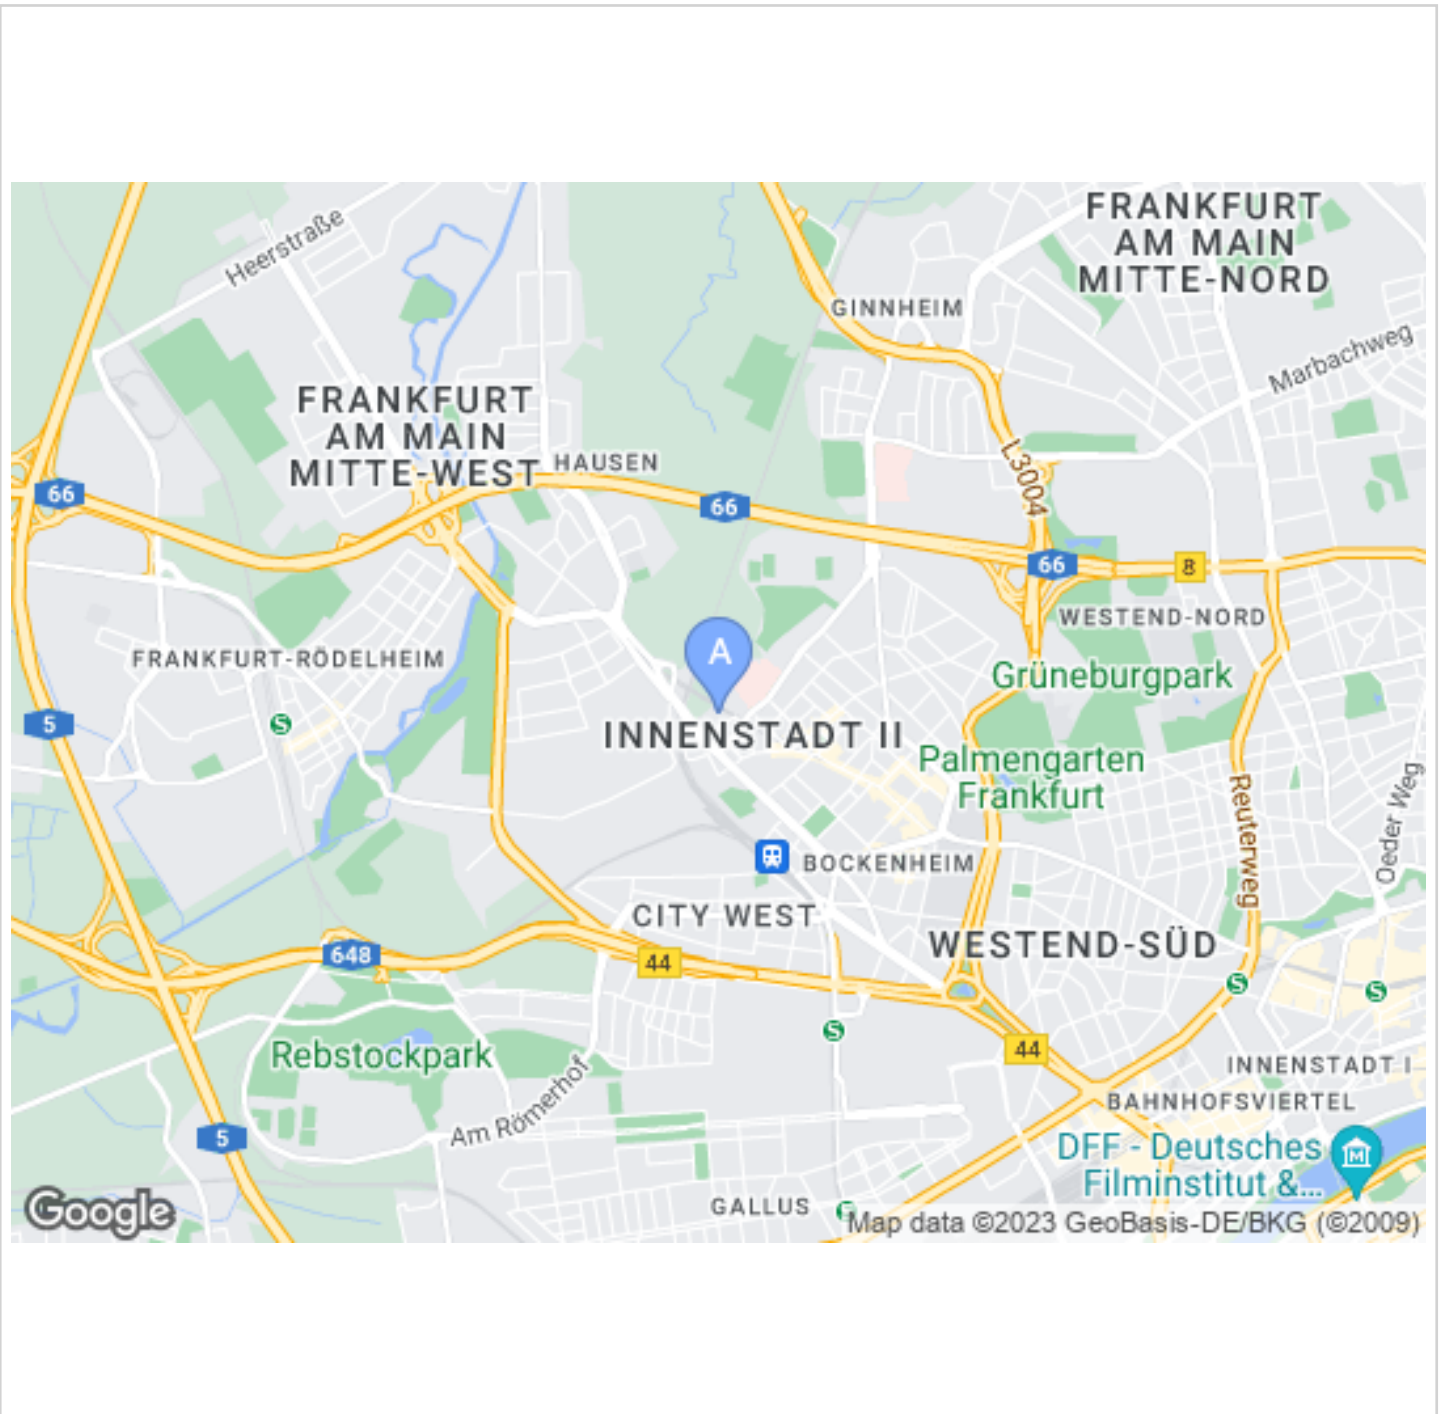 FRANKFURT
AM MAIN
MITTE-NORD
Heerstraße
GINNHEIM
Marbachweg
FRANKFURT
AM MAIN
MITTE-WEST
HAUSEN
L3004
66
66
66
8
WESTEND-NORD
A
FRANKFURT-RÖDELHEIM
Grüneburgpark
5
S
INNENSTADT II
Palmengarten
Frankfurt
Reuterweg
Oeder Weg
BOCKENHEIM
CITY WEST
WESTEND-SÜD
648
44
S
S
S
44
Rebstockpark
INNENSTADT I
Am Römerhof
BAHNHOFSVIERTEL
5
DFF - Deutsches
Filminstitut &...
M
GALLUS
S
Google
Map data ©2023 GeoBasis-DE/BKG (©2009)